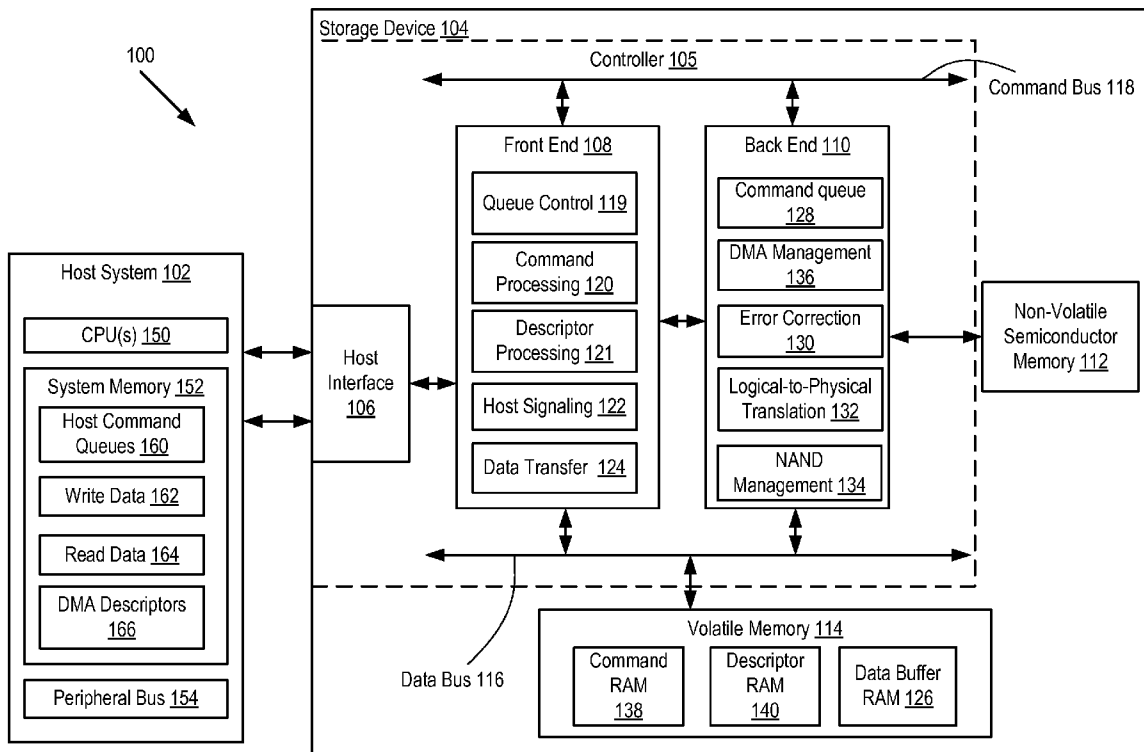 100
Storage Device 104
Controller 105
Command Bus 118
Front End 108
Queue Control 119
Command
Processing 120
Descriptor
Processing 121
Host Signaling 122
Data Transfer 124
Back End 110
Command queue
128
DMA Management
136
Error Correction
130
Logical-to-Physical
Translation 132
NAND
Management 134
Host System 102
CPU(s) 150
System Memory 152
Host Command
Queues 160
Write Data 162
Read Data 164
DMA Descriptors
166
Peripheral Bus 154
Host
Interface
106
Non-Volatile
Semiconductor
Memory 112
Data Bus 116
Volatile Memory 114
Command
RAM
138
Descriptor
RAM
140
Data Buffer
RAM 126